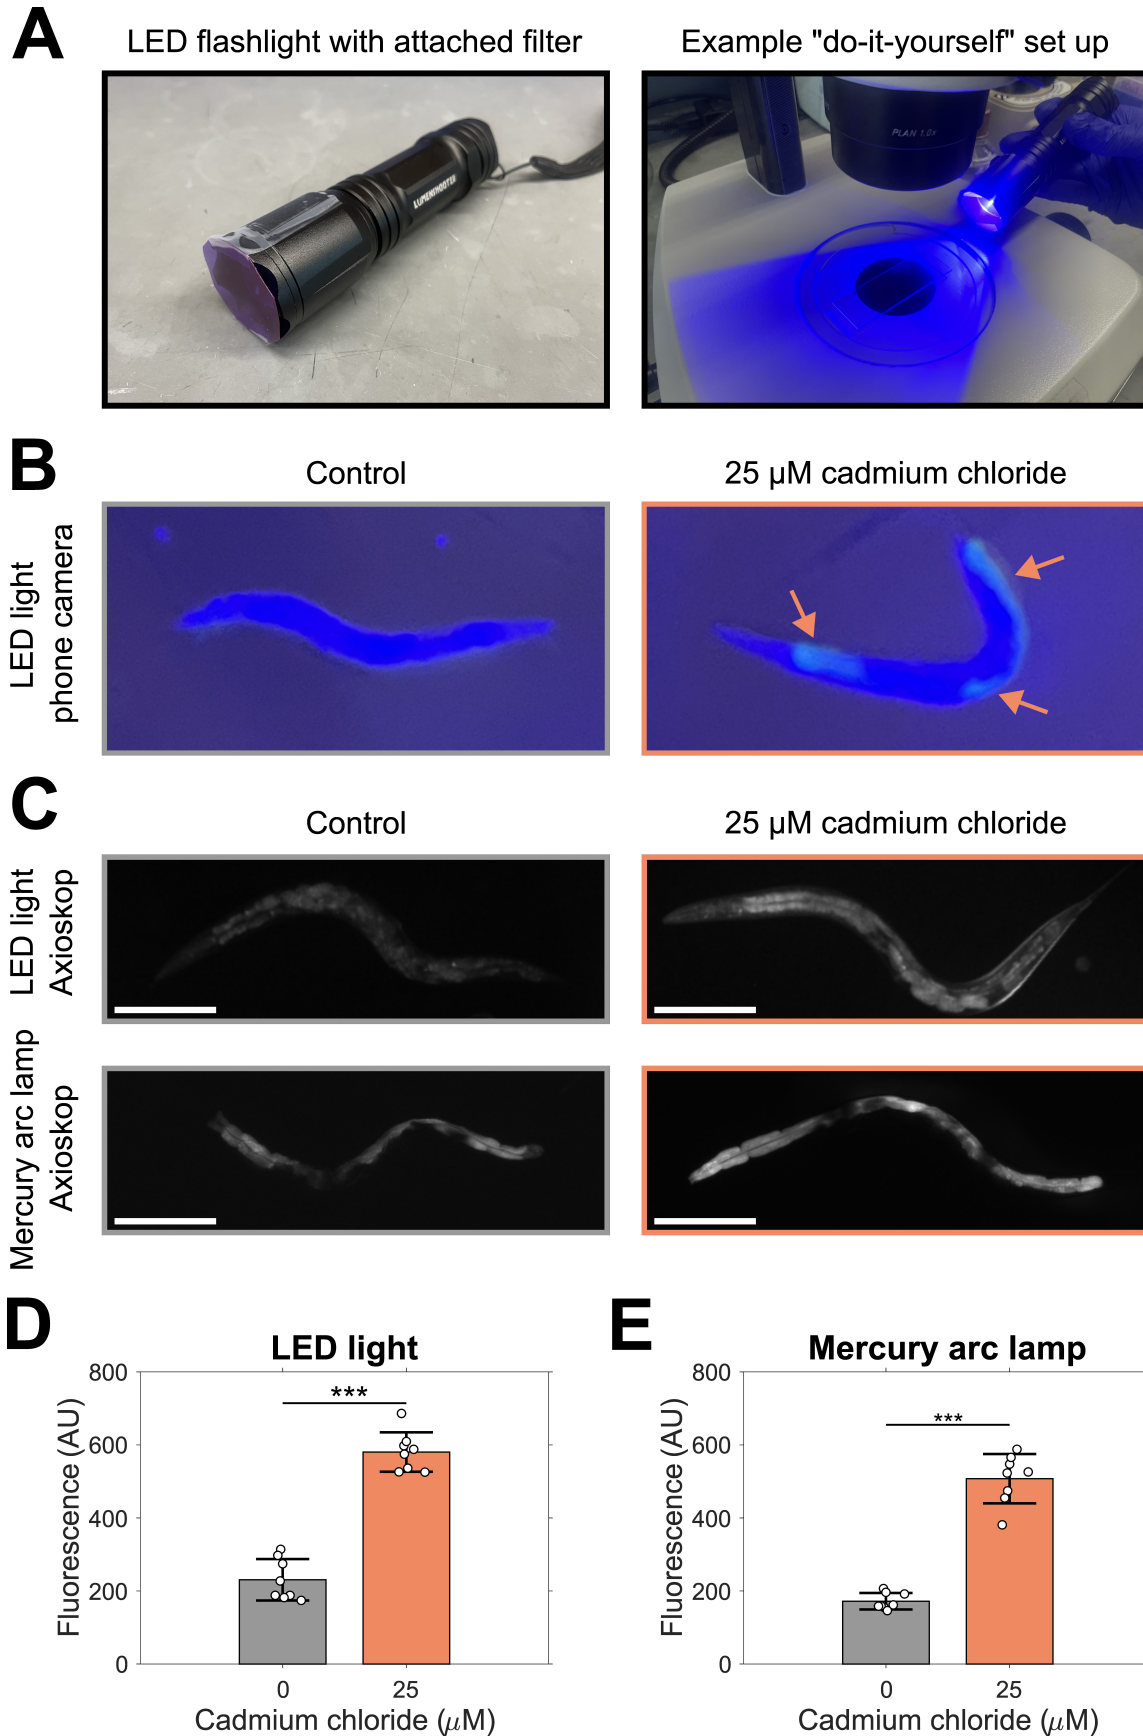 A
LED flashlight with attached filter
Example "do-it-yourself" set up
LUMENSHOOTER
PLAN 1.0x
B
Control
25 µM cadmium chloride
LED light
phone camera
C
Control
25 µM cadmium chloride
LED light
Axioskop
Mercury arc lamp
Axioskop
D
LED light
***
800
600
400
200
0
Fluorescence (AU)
0
25
Cadmium chloride (µM)
E
Mercury arc lamp
***
800
600
400
200
0
Fluorescence (AU)
0
25
Cadmium chloride (µM)